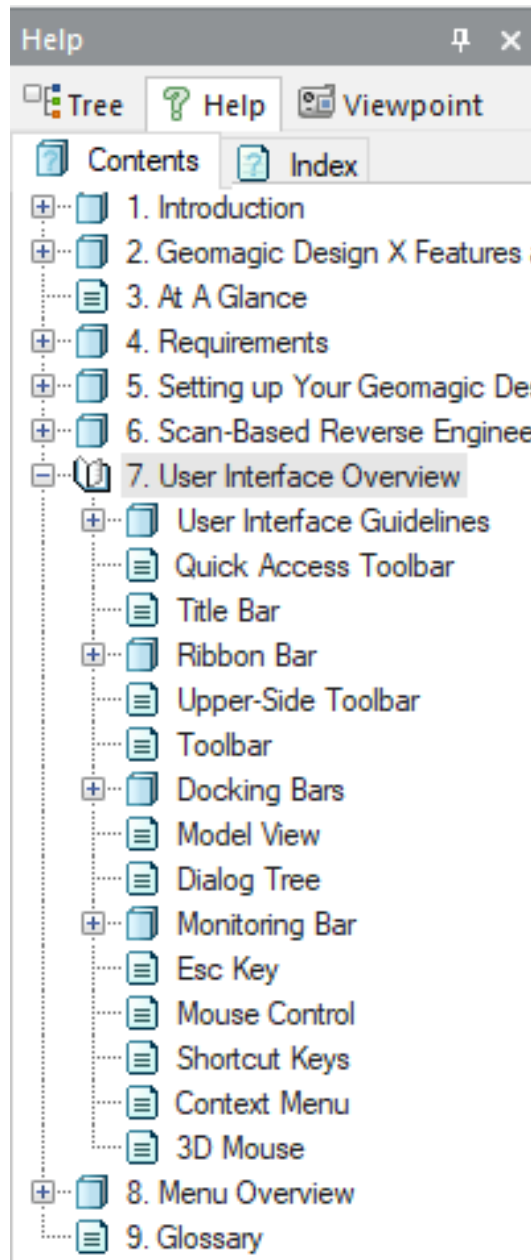 Help
Tree Help Viewpoint
Contents Index
1. Introduction
2. Geomagic Design X Features
3. At A Glance
4. Requirements
5. Setting up Your Geomagic
6. Scan-Based Reverse
7. User Interface Overview
User Interface Guidelines
Quick Access Toolbar
Title Bar
Ribbon Bar
Upper-Side Toolbar
Toolbar
Docking Bars
Model View
Dialog Tree
Monitoring Bar
Esc Key
Mouse Control
Shortcut Keys
Context Menu
3D Mouse
8. Menu Overview
9. Glossary